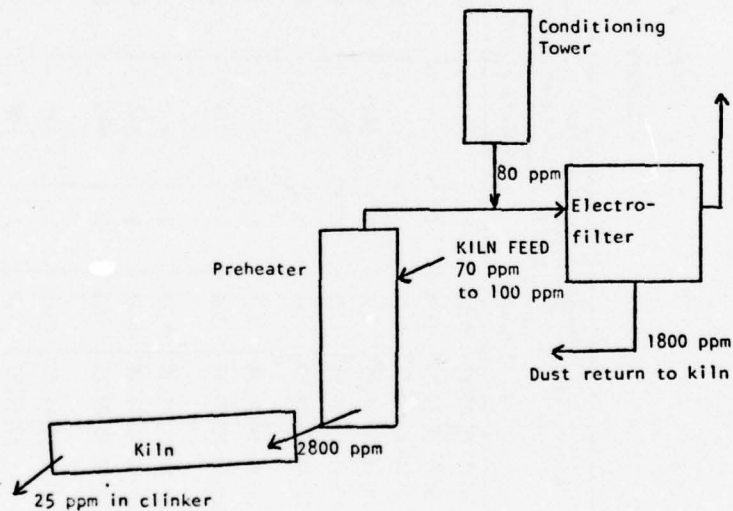 Conditioning
Tower
80 ppm
Electro-
filter
Preheater
KILN FEED
70 ppm
to 100 ppm
1800 ppm
Dust return to kiln
Kiln
2800 ppm
25 ppm in clinker